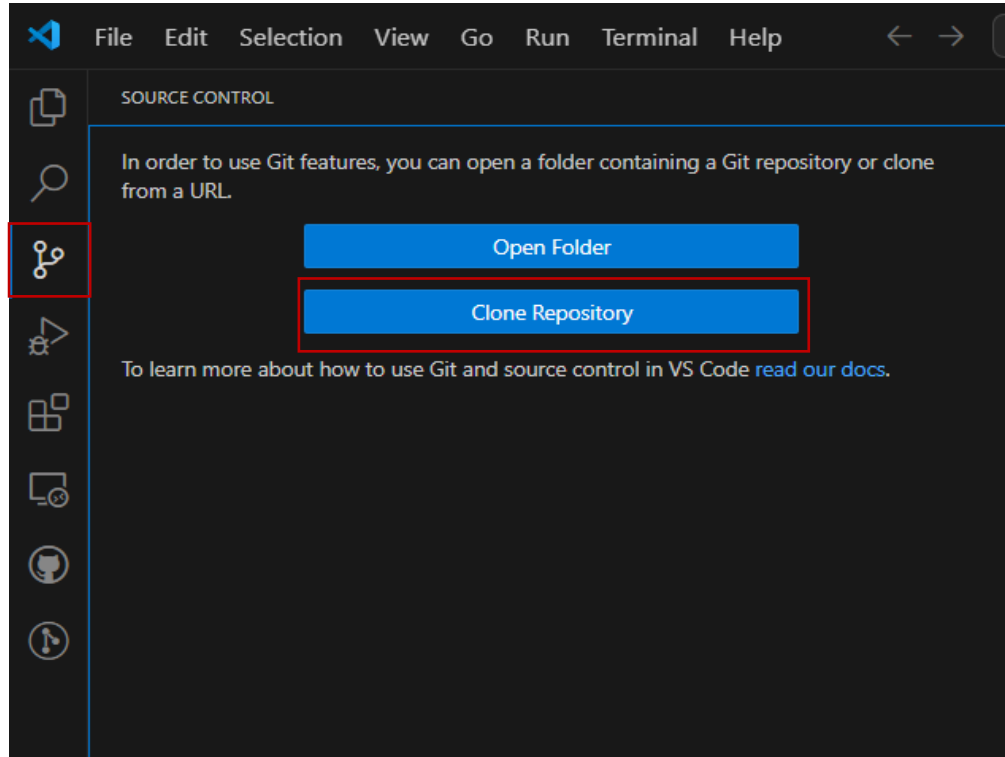 File Edit Selection View Go Run Terminal Help
SOURCE CONTROL
In order to use Git features, you can open a folder containing a Git repository or clone
from a URL.
Open Folder
Clone Repository
To learn more about how to use Git and source control in VS Code read our docs.